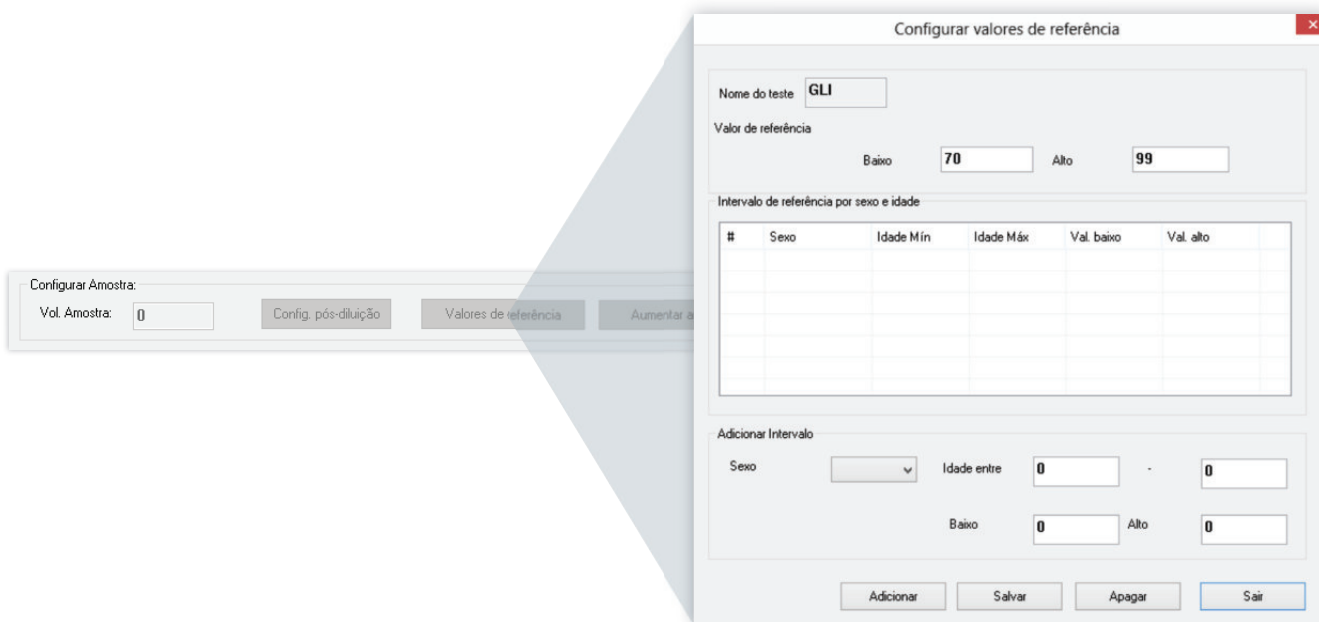 Configurar valores de referência
Nome do teste GLI
Valor de referência
Baixo 70 Alto 99
Intervalo de referência por sexo e idade
# Sexo Idade Mín Idade Máx Val. baixo Val. alto
Configurar Amostra:
Vol. Amostra: 0 Config. pós-diluição Valores de referência Aumentar a
Adicionar Intervalo
Sexo Idade entre 0 - 0
Baixo 0 Alto 0
Adicionar Salvar Apagar Sair